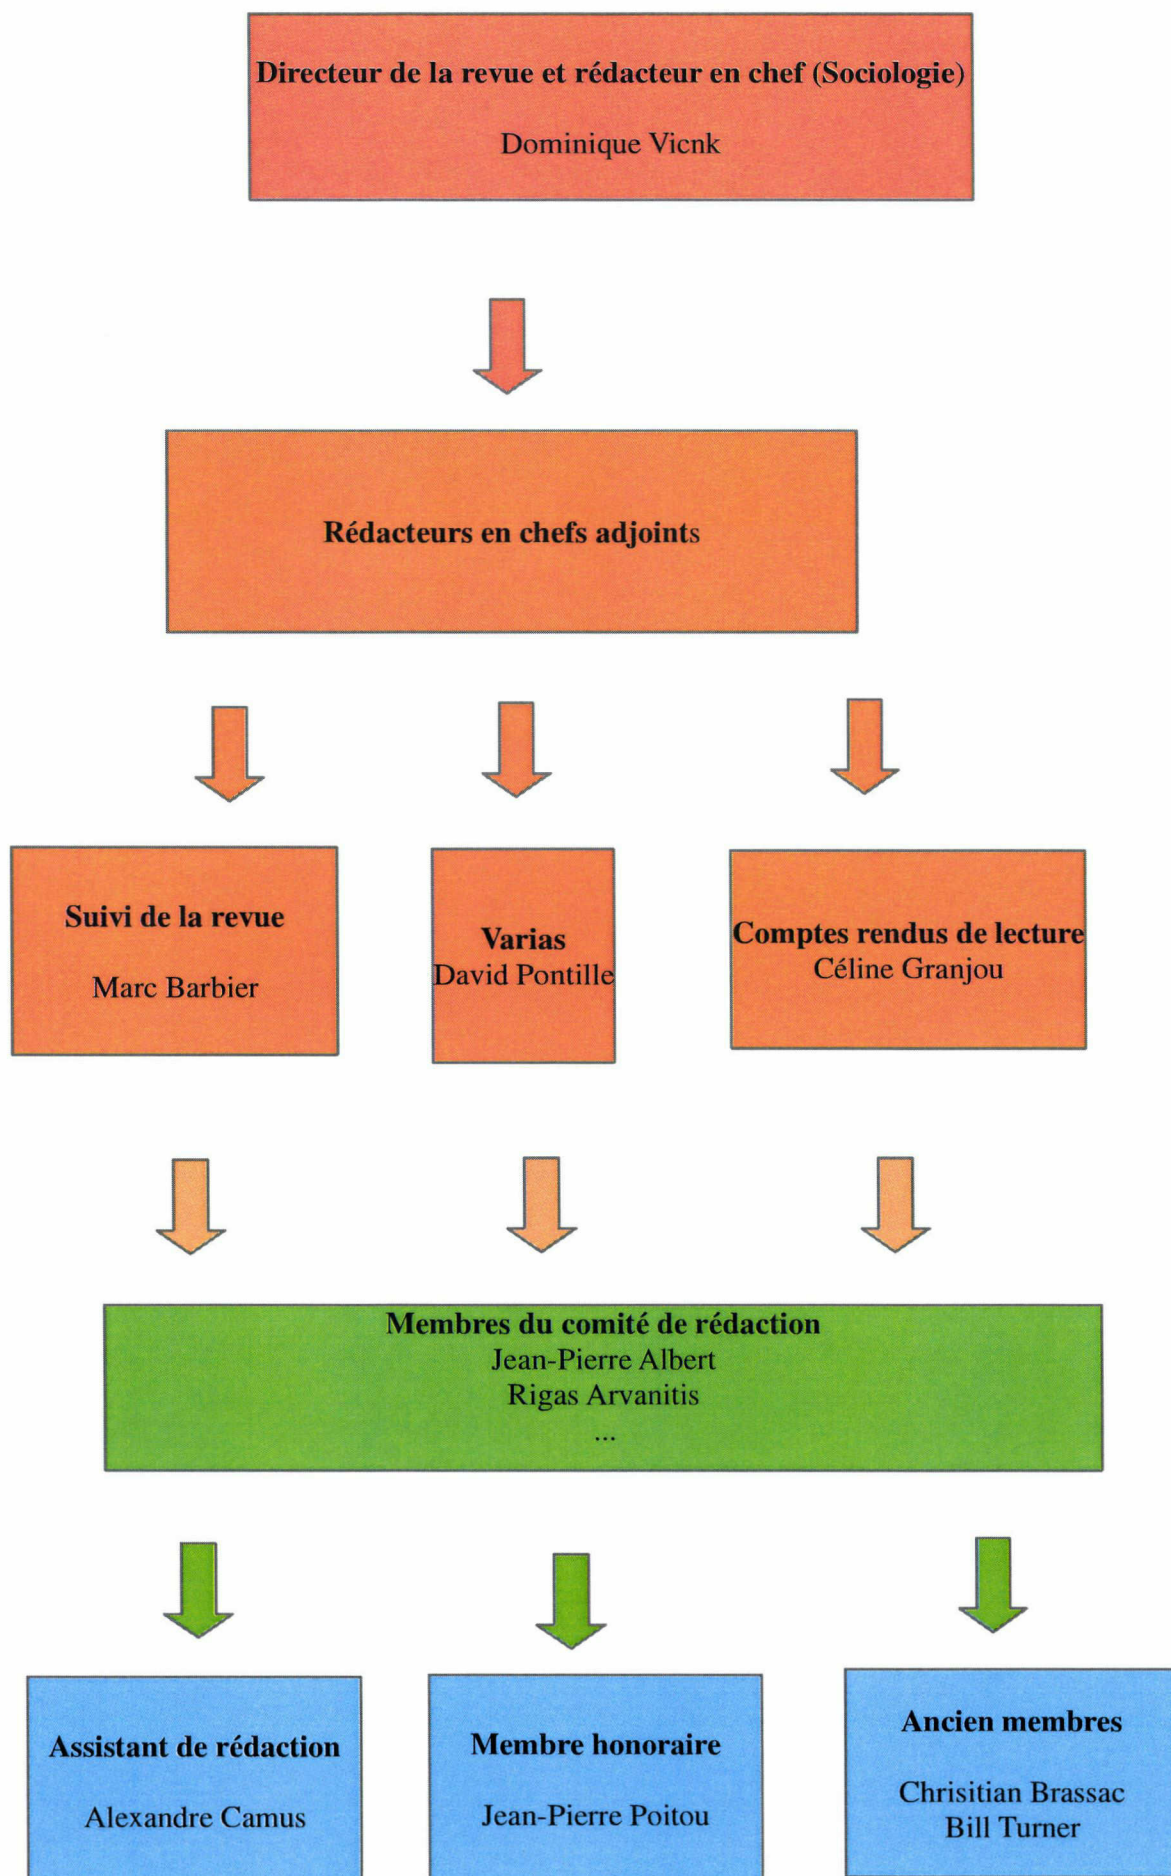 Directeur de la revue et rédacteur en chef (Sociologie)
Dominique Vicnk
Rédacteurs en chefs adjoints
Suivi de la revue
Marc Barbier
Varias
David Pontille
Comptes rendus de lecture
Céline Granjou
Membres du comité de rédaction
Jean-Pierre Albert
Rigas Arvanitis
...
Assistant de rédaction
Alexandre Camus
Membre honoraire
Jean-Pierre Poitou
Ancien membres
Chrisitian Brassac
Bill Turner